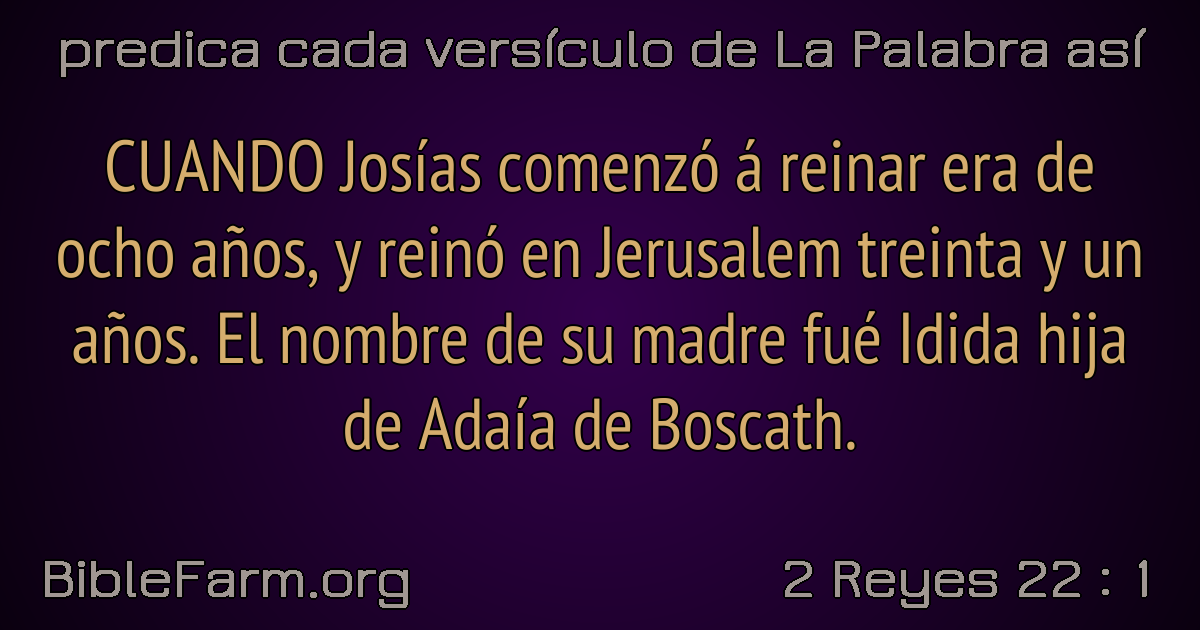 predica cada versículo de La Palabra así
CUANDO Josías comenzó á reinar era de
ocho años, y reinó en Jerusalem treinta y un
años. El nombre de su madre fué Idida hija
de Adaía de Boscath.
BibleFarm.org
2 Reyes 22 : 1